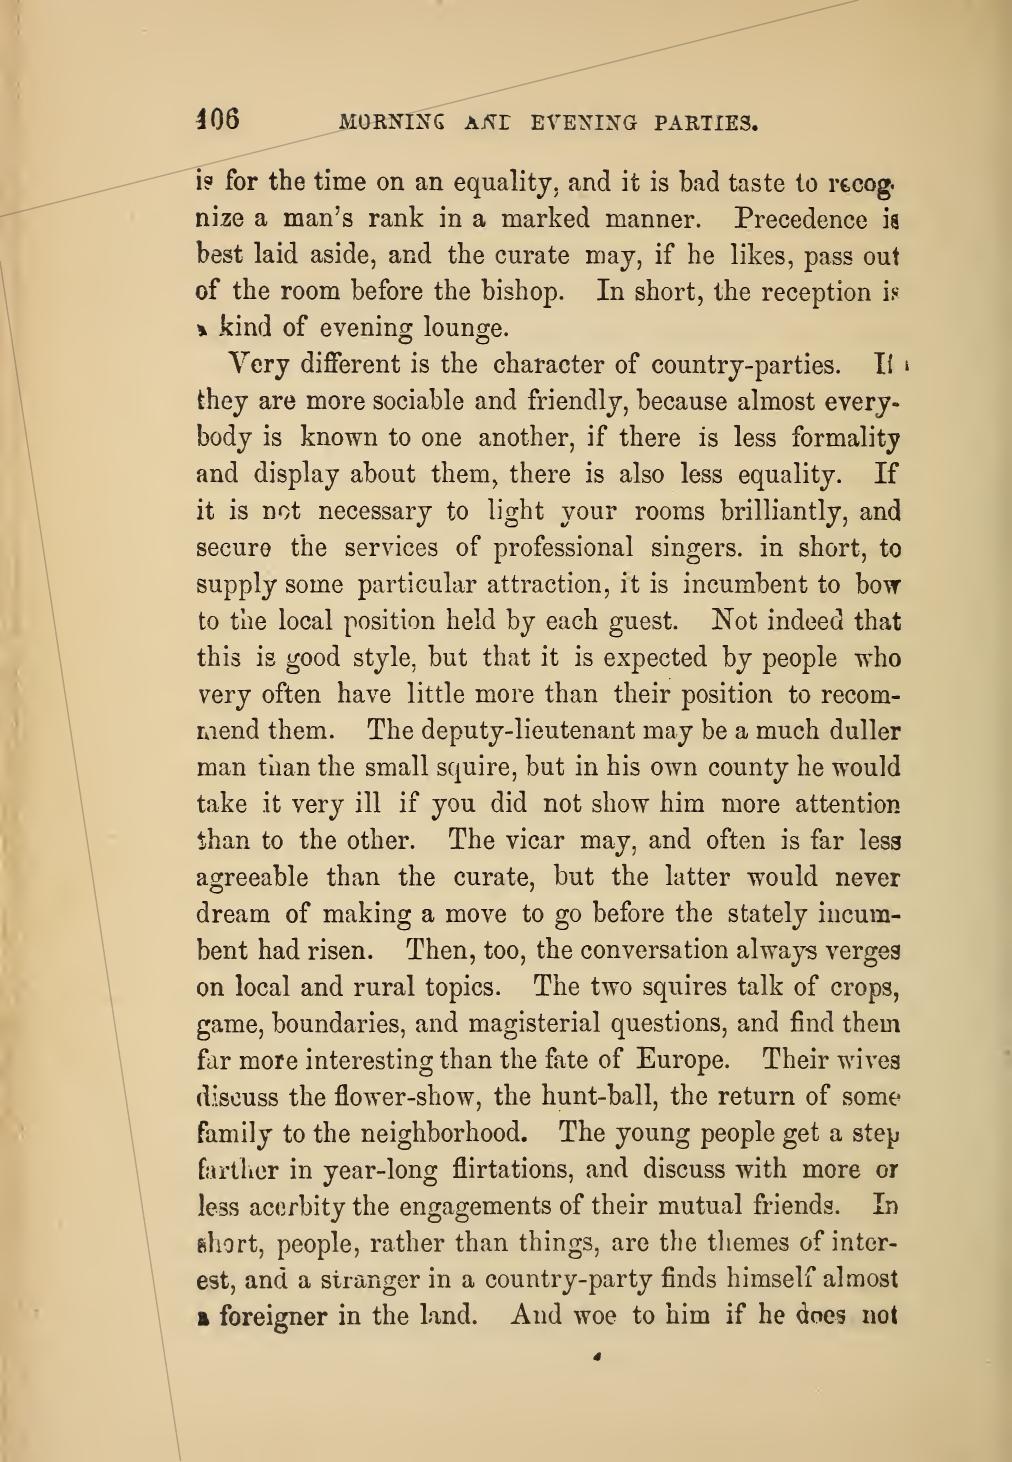 406 MORNING AND EVENING PARTIES.
is for the time on an equality, and it is bad taste to recog-
nize a man's rank in a marked manner. Precedence is
best laid aside, and the curate may, if he likes, pass out
of the room before the bishop. In short, the reception is
a kind of evening lounge.
Very different is the character of country-parties. If
they are more sociable and friendly, because almost every-
body is known to one another, if there is less formality
and display about them, there is also less equality. If
it is not necessary to light your rooms brilliantly, and
secure the services of professional singers. in short, to
supply some particular attraction, it is incumbent to bow
to the local position held by each guest. Not indeed that
this is good style, but that it is expected by people who
very often have little more than their position to recom-
mend them. The deputy-lieutenant may be a much duller
man than the small squire, but in his own county he would
take it very ill if you did not show him more attention
than to the other. The vicar may, and often is far less
agreeable than the curate, but the latter would never
dream of making a move to go before the stately incum-
bent had risen. Then, too, the conversation always verges
on local and rural topics. The two squires talk of crops,
game, boundaries, and magisterial questions, and find them
far more interesting than the fate of Europe. Their wives
discuss the flower-show, the hunt-ball, the return of some
family to the neighborhood. The young people get a step
farther in year-long flirtations, and discuss with more or
less acerbity the engagements of their mutual friends. In
short, people, rather than things, are the themes of inter-
est, and a stranger in a country-party finds himself almost
a foreigner in the land. And woe to him if he does not